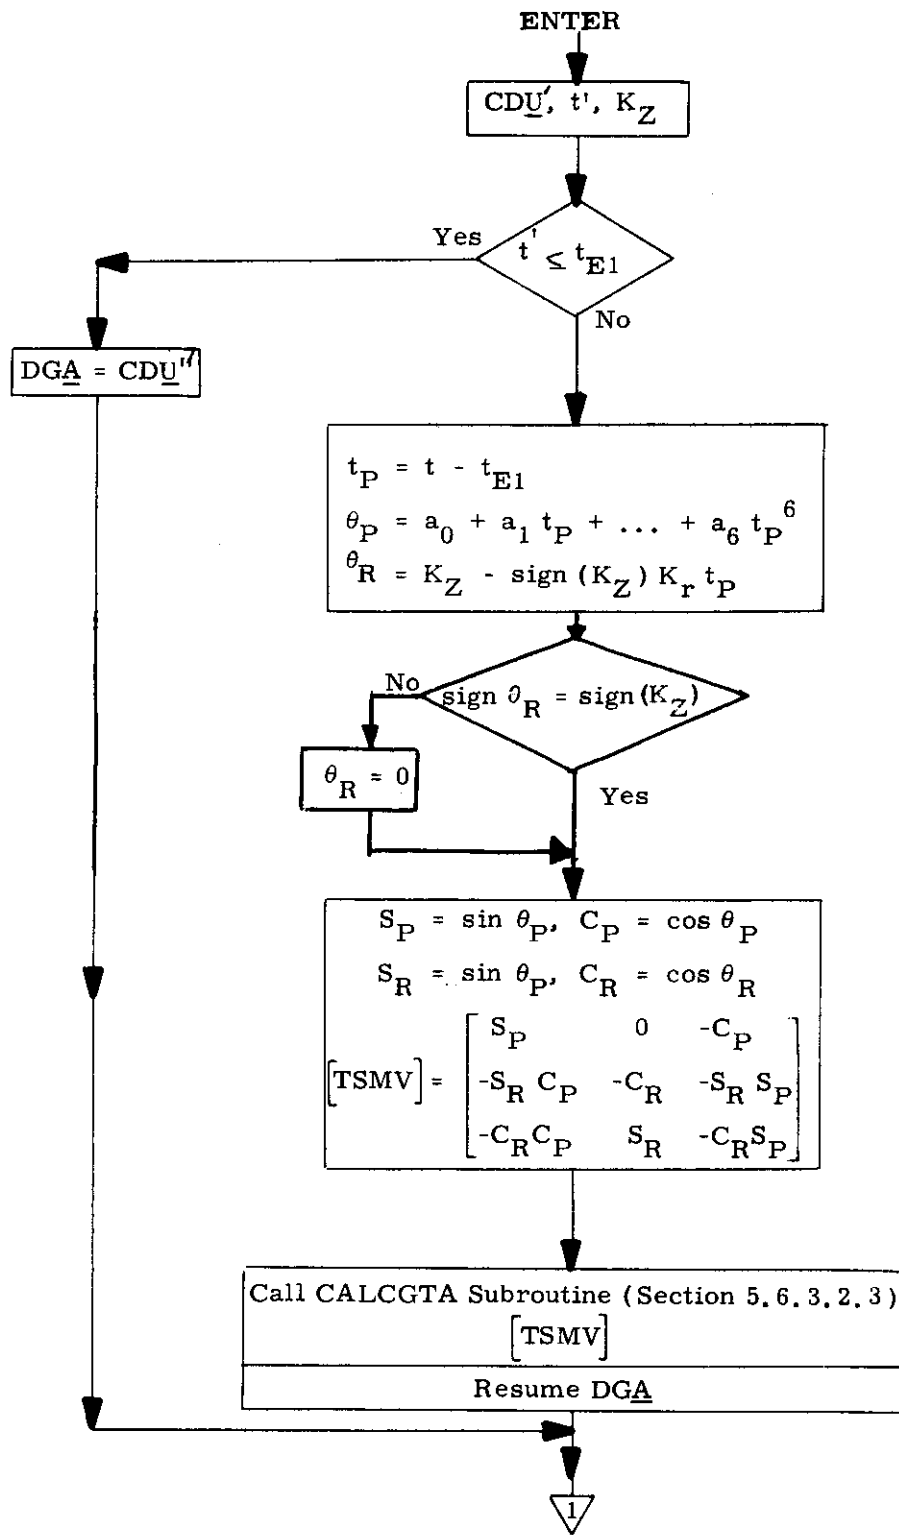 ENTER
CDU', t', K_Z
Yes
t' ≤ t_E1
No
DGA = CDU''
t_P = t - t_E1
θ_P = a_0 + a_1 t_P + ... + a_6 t_P^6
θ_R = K_Z - sign (K_Z) K_r t_P
No
sign θ_R = sign (K_Z)
θ_R = 0
Yes
S_P = sin θ_P, C_P = cos θ_P
S_R = sin θ_P, C_R = cos θ_R
S_P 0 -C_P
[TSMV] = -S_R C_P -C_R -S_R S_P
-C_R C_P S_R -C_R S_P
Call CALCGTA Subroutine (Section 5.6.3.2.3)
[TSMV]
Resume DGA
1